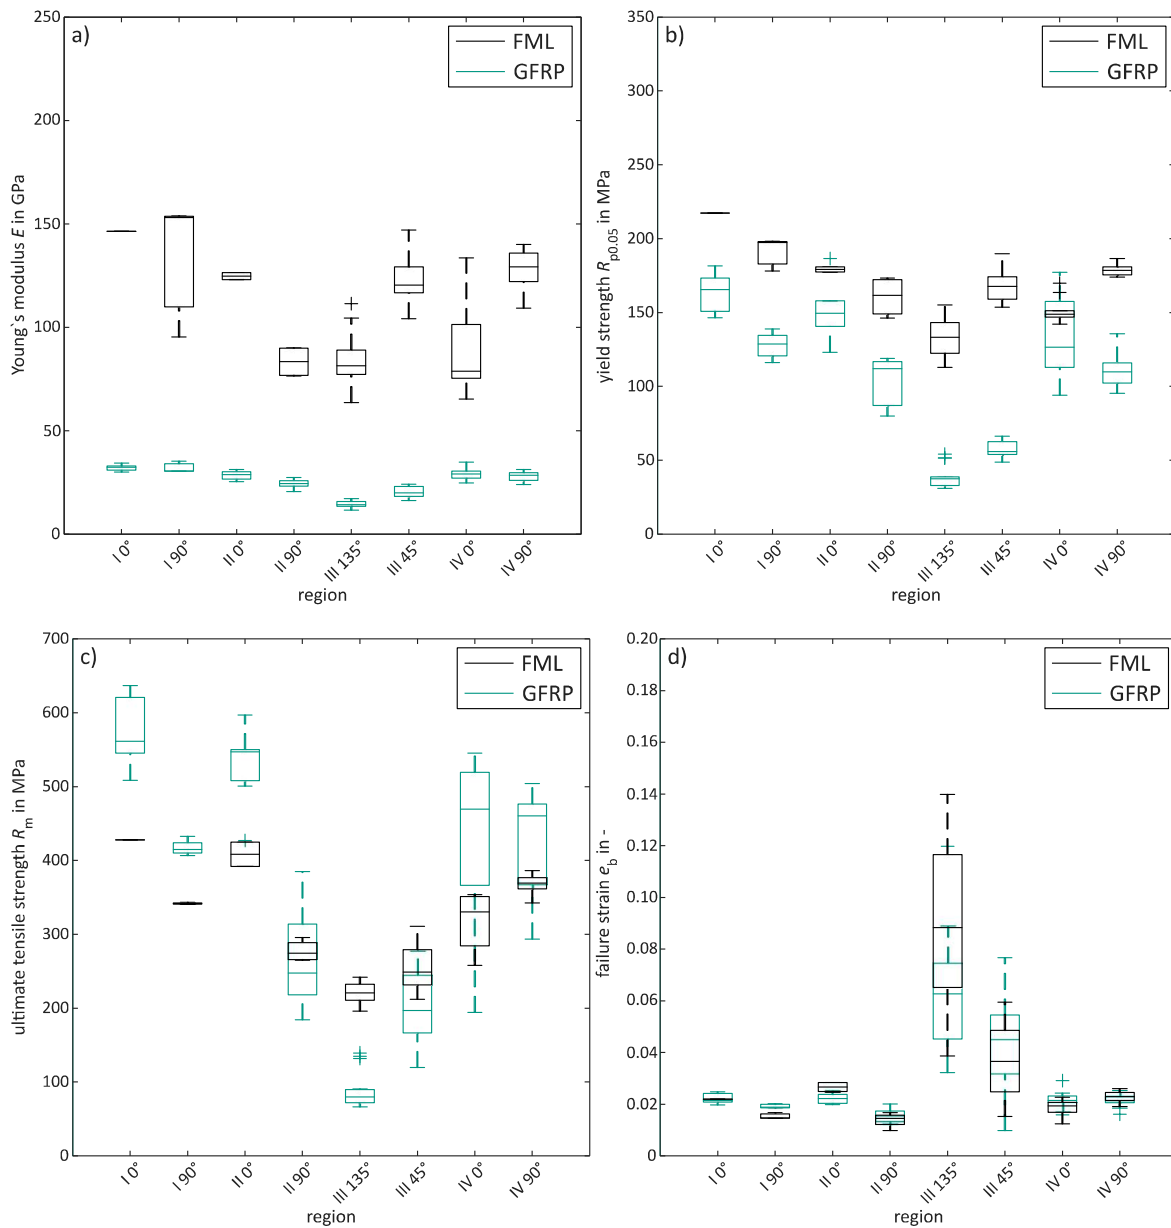 a)
FML
GFRP
250
200
150
100
50
0
Young`s modulus E in GPa
I 0°
I 90°
II 0°
II 90°
III 135°
III 45°
IV 0°
IV 90°
region
b)
FML
GFRP
350
300
250
200
150
100
50
0
yield strength Rp0.05 in MPa
I 0°
I 90°
II 0°
II 90°
III 135°
III 45°
IV 0°
IV 90°
region
c)
FML
GFRP
700
600
500
400
300
200
100
0
ultimate tensile strength Rm in MPa
I 0°
I 90°
II 0°
II 90°
III 135°
III 45°
IV 0°
IV 90°
region
d)
FML
GFRP
0.20
0.18
0.16
0.14
0.12
0.10
0.08
0.06
0.04
0.02
0
failure strain eb in -
I 0°
I 90°
II 0°
II 90°
III 135°
III 45°
IV 0°
IV 90°
region